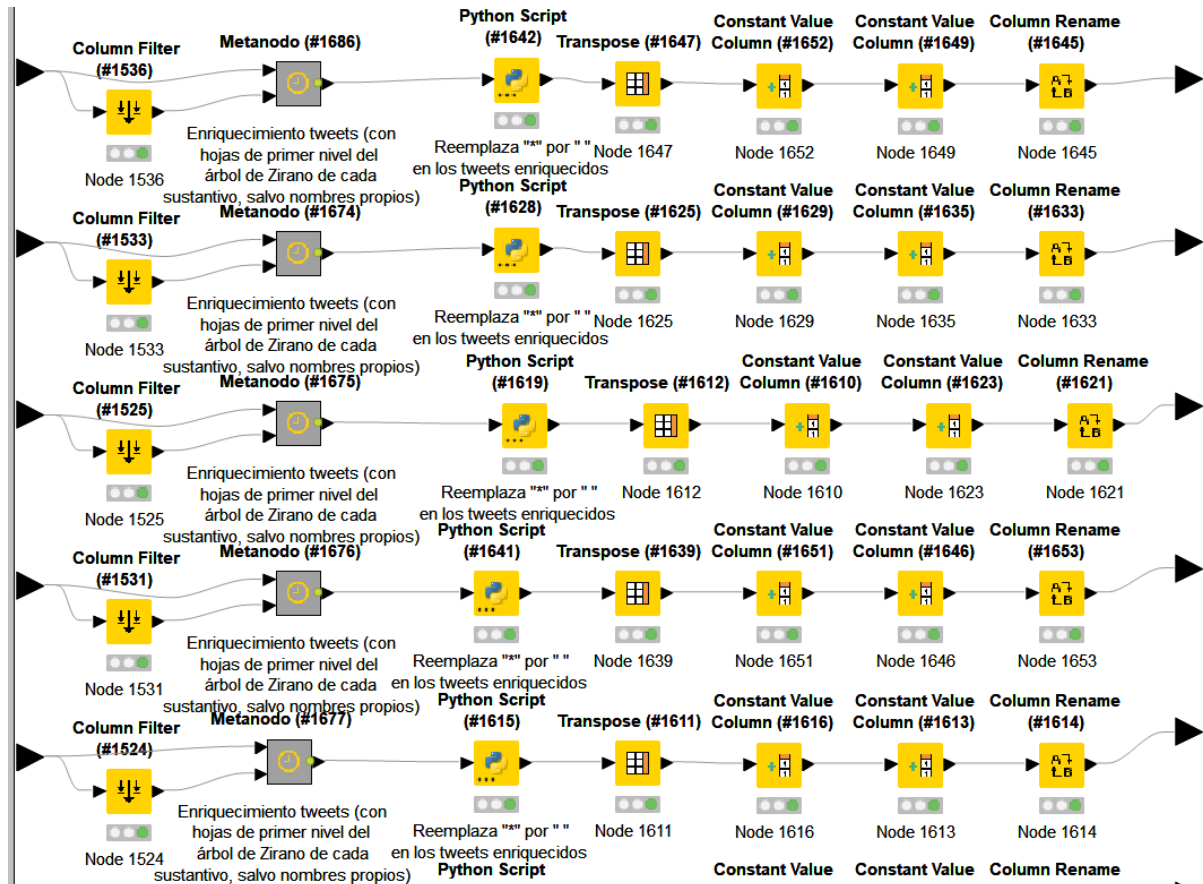 Column Filter
(#1536)
Metanodo (#1686)
Python Script
(#1642)
Transpose (#1647)
Constant Value
Column (#1652)
Constant Value
Column (#1649)
Column Rename
(#1645)
Node 1536
Enriquecimiento tweets (con
hojas de primer nivel del
árbol de Zirano de cada
sustantivo, salvo nombres propios)
Reemplaza "*" por " "
en los tweets enriquecidos
Node 1647
Node 1652
Node 1649
Node 1645
Column Filter
(#1533)
Metanodo (#1674)
Python Script
(#1628)
Transpose (#1625)
Constant Value
Column (#1629)
Constant Value
Column (#1635)
Column Rename
(#1633)
Node 1533
Enriquecimiento tweets (con
hojas de primer nivel del
árbol de Zirano de cada
sustantivo, salvo nombres propios)
Reemplaza "*" por " "
en los tweets enriquecidos
Node 1625
Node 1629
Node 1635
Node 1633
Column Filter
(#1525)
Metanodo (#1675)
Python Script
(#1619)
Transpose (#1612)
Constant Value
Column (#1610)
Constant Value
Column (#1623)
Column Rename
(#1621)
Node 1525
Enriquecimiento tweets (con
hojas de primer nivel del
árbol de Zirano de cada
sustantivo, salvo nombres propios)
Reemplaza "*" por " "
en los tweets enriquecidos
Node 1612
Node 1610
Node 1623
Node 1621
Column Filter
(#1531)
Metanodo (#1676)
Python Script
(#1641)
Transpose (#1639)
Constant Value
Column (#1651)
Constant Value
Column (#1646)
Column Rename
(#1653)
Node 1531
Enriquecimiento tweets (con
hojas de primer nivel del
árbol de Zirano de cada
sustantivo, salvo nombres propios)
Reemplaza "*" por " "
en los tweets enriquecidos
Node 1639
Node 1651
Node 1646
Node 1653
Column Filter
(#1524)
Metanodo (#1677)
Python Script
(#1615)
Transpose (#1611)
Constant Value
Column (#1616)
Constant Value
Column (#1613)
Column Rename
(#1614)
Node 1524
Enriquecimiento tweets (con
hojas de primer nivel del
árbol de Zirano de cada
sustantivo, salvo nombres propios)
Reemplaza "*" por " "
en los tweets enriquecidos
Node 1611
Node 1616
Node 1613
Node 1614
Python Script
Constant Value
Constant Value
Column Rename